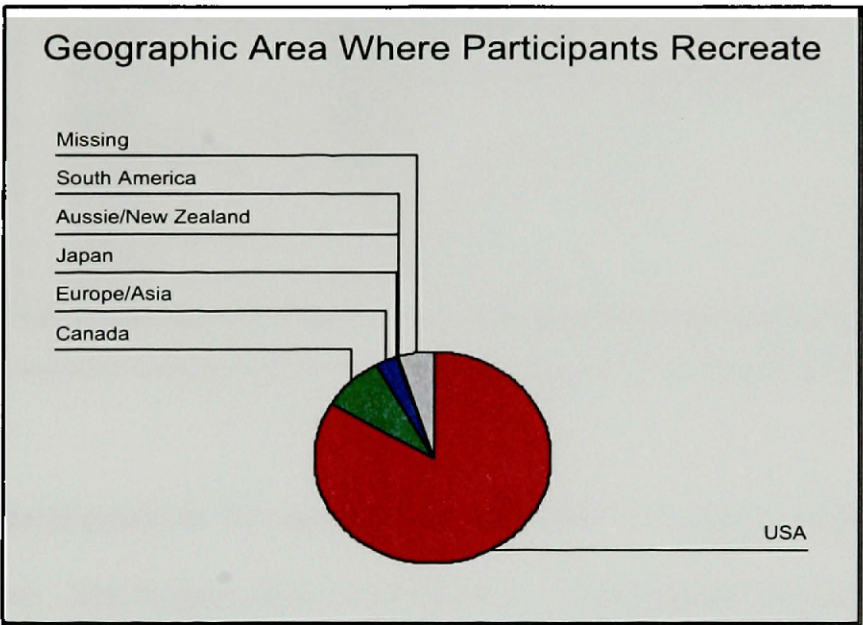 Geographic Area Where Participants Recreate
Missing
South America
Aussie/New Zealand
Japan
Europe/Asia
Canada
USA